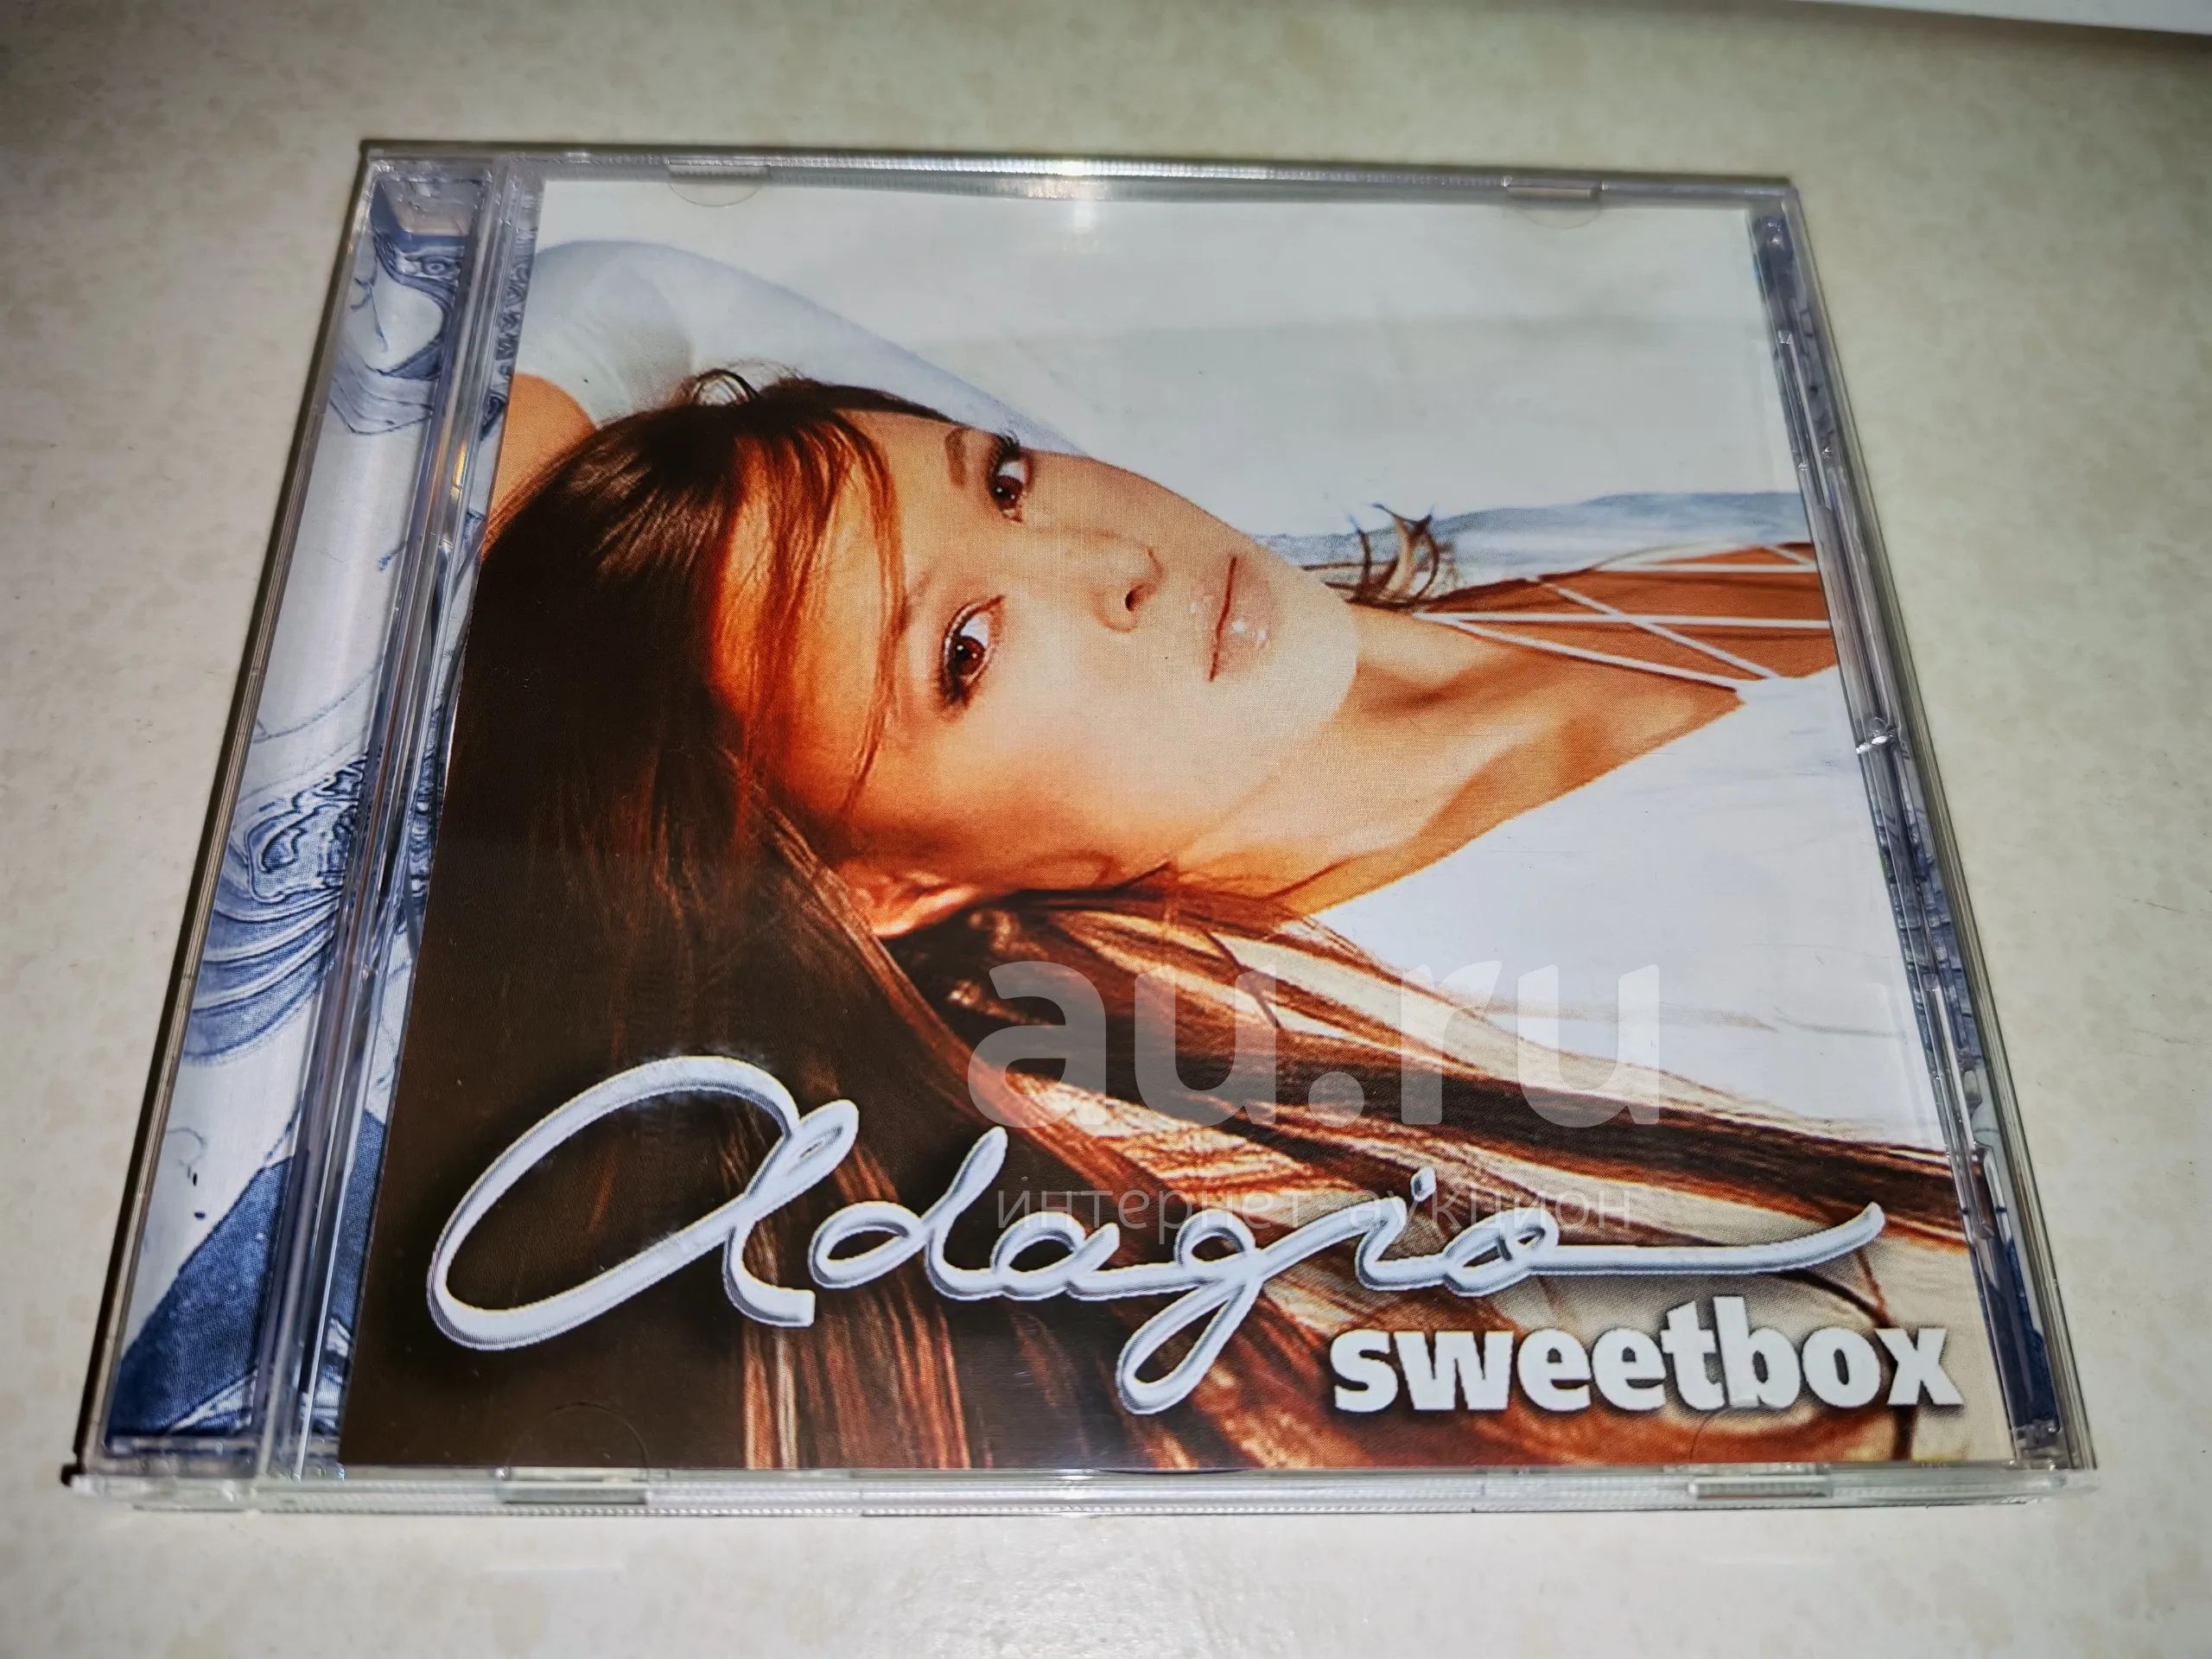 au.ru
интернет аукцион
Adagio
sweetbox